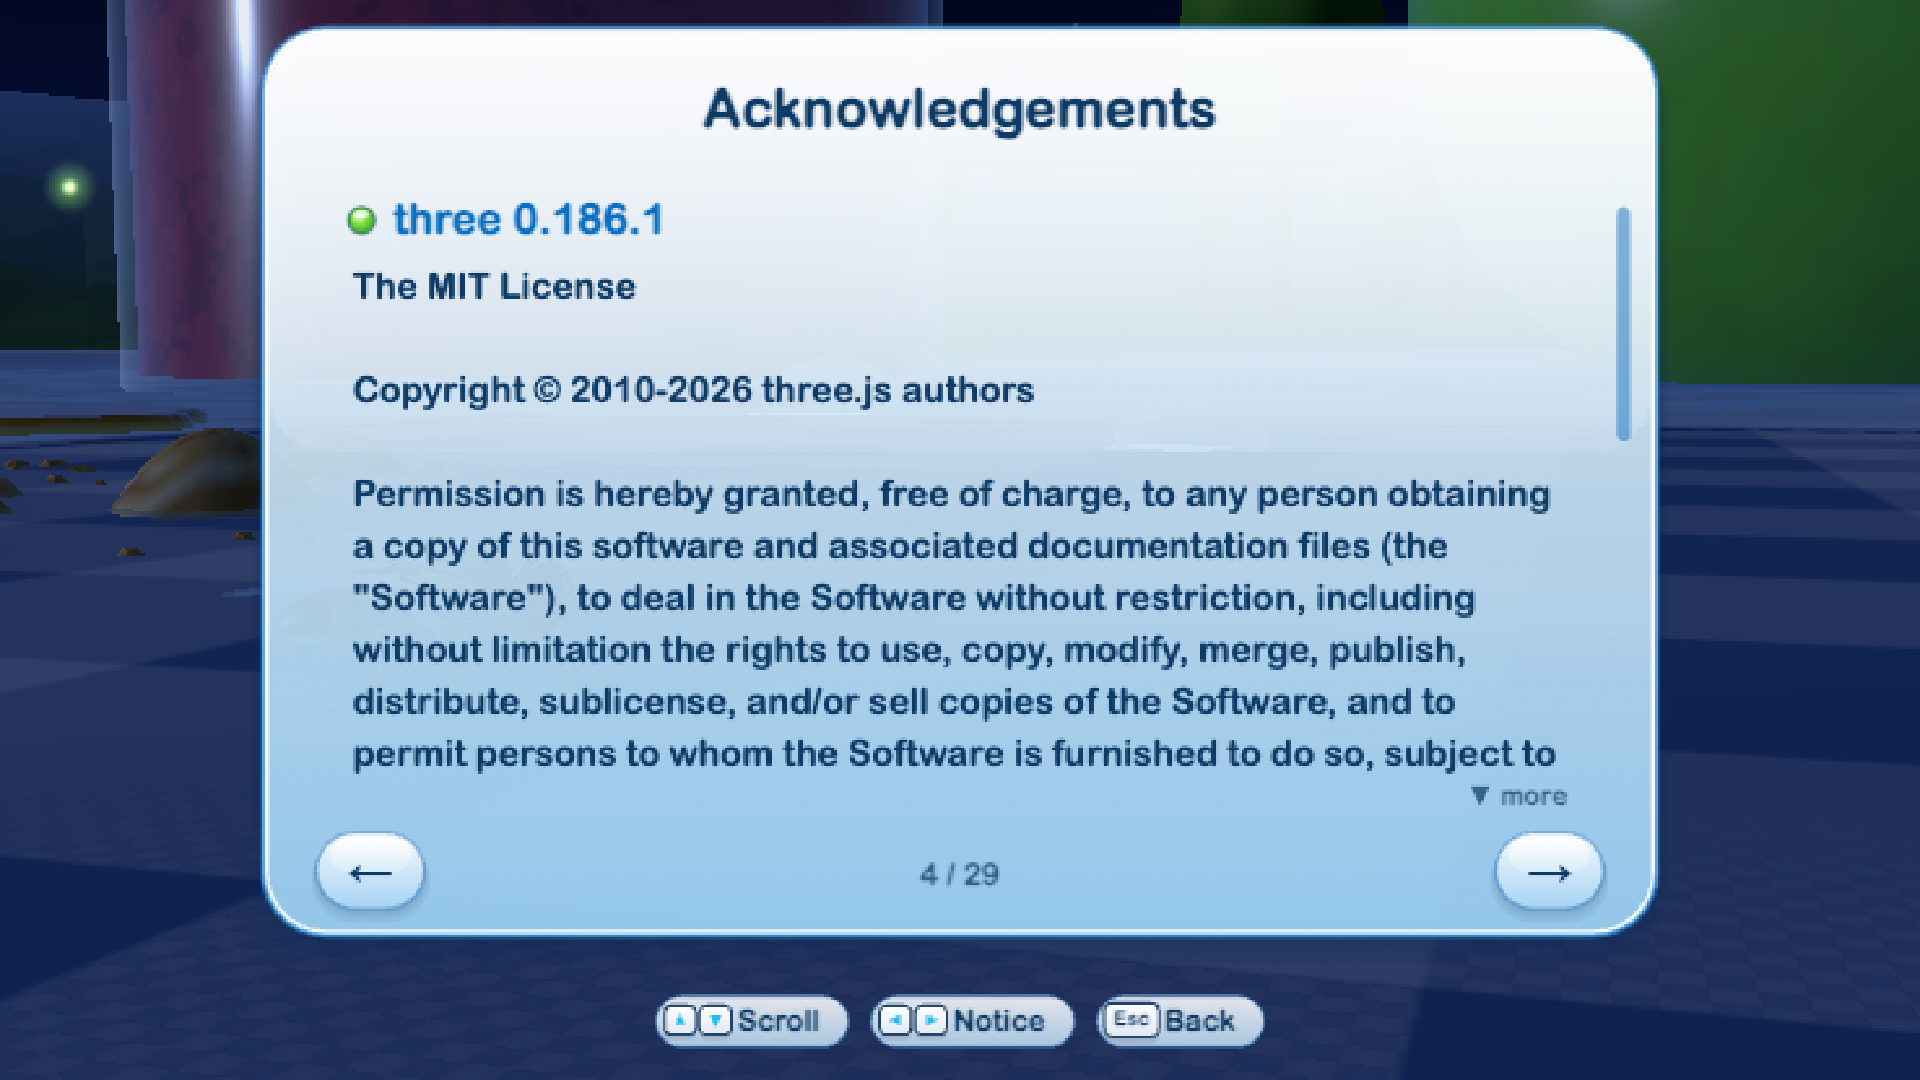 Acknowledgements
three 0.186.1
The MIT License
Copyright © 2010-2026 three.js authors
Permission is hereby granted, free of charge, to any person obtaining
a copy of this software and associated documentation files (the
"Software"), to deal in the Software without restriction, including
without limitation the rights to use, copy, modify, merge, publish,
distribute, sublicense, and/or sell copies of the Software, and to
permit persons to whom the Software is furnished to do so, subject to
▼ more
← 4 / 29 →
▲ ▼ Scroll ◀ ▶ Notice Esc Back